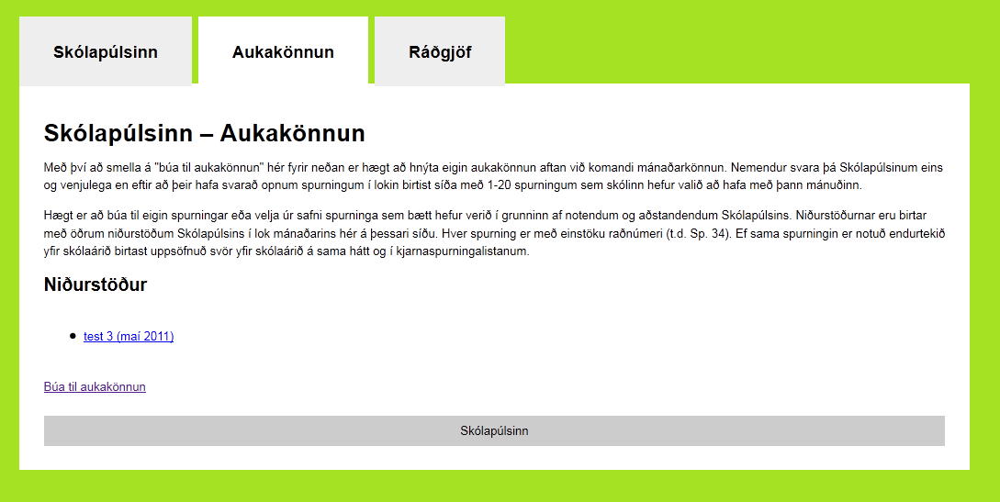 Skólapúlsinn
Aukakönnun
Ráðgjöf
Skólapúlsinn – Aukakönnun
Með því að smella á "búa til aukakönnun" hér fyrir neðan er hægt að hnýta eigin aukakönnun aftan við komandi mánaðarkönnun. Nemendur svara þá Skólapúlsinum eins
og venjulega en eftir að þeir hafa svarað opnum spurningum í lokin birtist síða með 1-20 spurningum sem skólinn hefur valið að hafa með þann mánuðinn.
Hægt er að búa til eigin spurningar eða velja úr safni spurninga sem bætt hefur verið í grunninn af notendum og aðstandendum Skólapúlsins. Niðurstöðurnar eru birtar
með öðrum niðurstöðum Skólapúlsins í lok mánaðarins hér á þessari síðu. Hver spurning er með einstöku raðnúmeri (t.d. Sp. 34). Ef sama spurningin er notuð endurtekið
yfir skólaárið birtast uppsöfnuð svör yfir skólaárið á sama hátt og í kjarnaspurningalistanum.
Niðurstöður
• test 3 (maí 2011)
Búa til aukakönnun
Skólapúlsinn